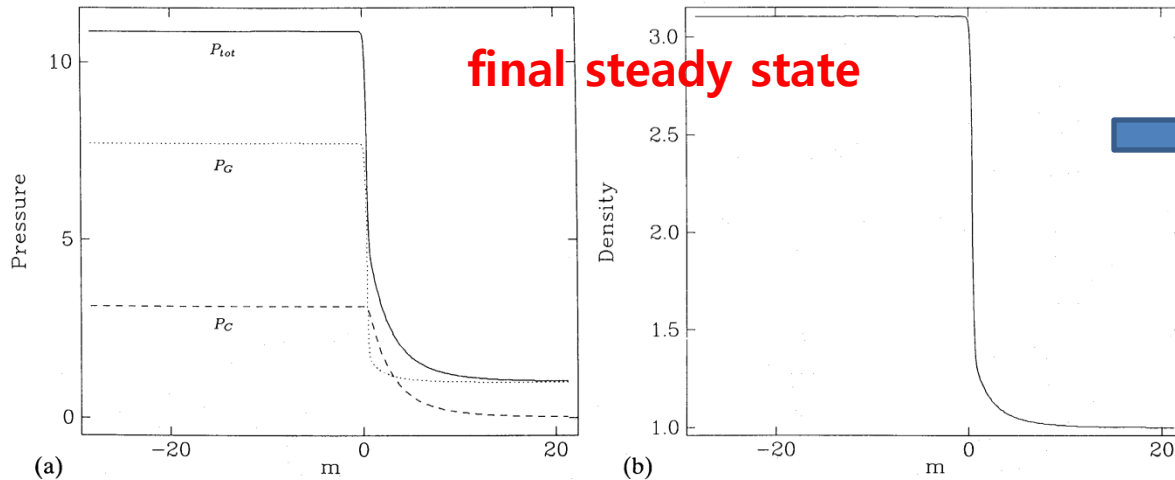 final steady state
10
5
0
Pressure
P_tot
P_G
P_C
−20
0
20
m
(a)
3.0
2.5
2.0
1.5
1.0
Density
−20
0
20
m
(b)